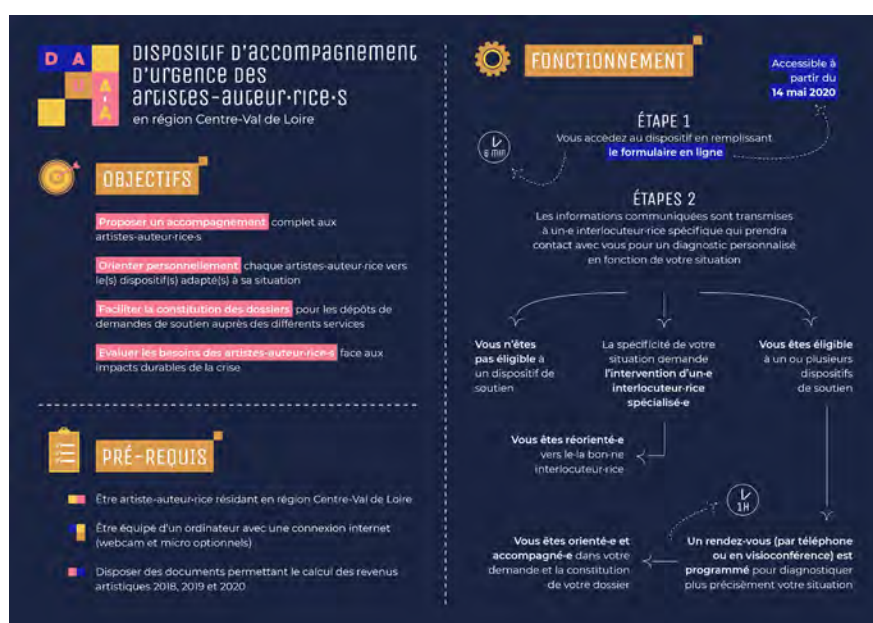 D A
U A
A
DISPOSITIF D'ACCOMPAGNEMENT
D'URGENCE DES
ARTISTES-AUTEUR·RICE·S
en région Centre-Val de Loire
OBJECTIFS
Proposer un accompagnement complet aux
artistes-auteur·rice·s
Orienter personnellement chaque artistes-auteur·rice vers
le(s) dispositif(s) adapté(s) à sa situation
Faciliter la constitution des dossiers pour les dépôts de
demandes de soutien auprès des différents services
Evaluer les besoins des artistes-auteur·rice·s face aux
impacts durables de la crise
PRÉ-REQUIS
Être artiste-auteur·rice résidant en région Centre-Val de Loire
Être équipé d'un ordinateur avec une connexion internet
(webcam et micro optionnels)
Disposer des documents permettant le calcul des revenus
artistiques 2018, 2019 et 2020
FONCTIONNEMENT
Accessible à
partir du
14 mai 2020
ÉTAPE 1
Vous accédez au dispositif en remplissant
le formulaire en ligne
6 min
ÉTAPES 2
Les informations communiquées sont transmises
à un·e interlocuteur·rice spécifique qui prendra
contact avec vous pour un diagnostic personnalisé
en fonction de votre situation
Vous n'êtes
pas éligible à
un dispositif de
soutien
La spécificité de votre
situation demande
l'intervention d'un·e
interlocuteur·rice
spécialisé·e
Vous êtes éligible
à un ou plusieurs
dispositifs
de soutien
Vous êtes réorienté·e
vers le·la bon·ne
interlocuteur·rice
1H
Vous êtes orienté·e et
accompagné·e dans votre
demande et la constitution
de votre dossier
Un rendez-vous (par téléphone
ou en visioconférence) est
programmé pour diagnostiquer
plus précisèment votre situation